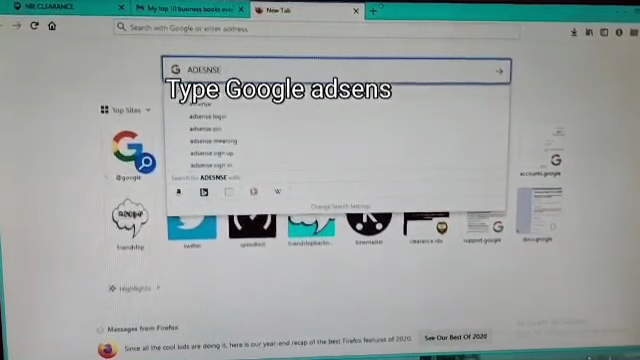 NBI CLEARANCE
My top 10 business books ever
New Tab
Search with Google or enter address
ADESNSE
Type Google adsens
adsense
adsense login
adsense meaning
adsense sign up
adsense sign in
Search for ADESNSE with:
Change Search Settings
Top Sites
@google
accounts.google
friendship
twitter
speedtest
kinemaster
clearance.nbi
support.google
docs.google
Highlights
Messages from Firefox
Since all the cool kids are doing it, here is our year-end recap of the best Firefox features of 2020.
See Our Best Of 2020